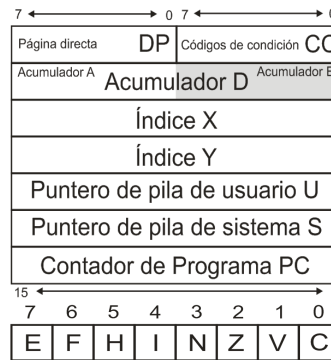 7 0 7 0
Página directa DP Códigos de condición CC
Acumulador A Acumulador D Acumulador B
Índice X
Índice Y
Puntero de pila de usuario U
Puntero de pila de sistema S
Contador de Programa PC
15
7 6 5 4 3 2 1 0
E F H I N Z V C